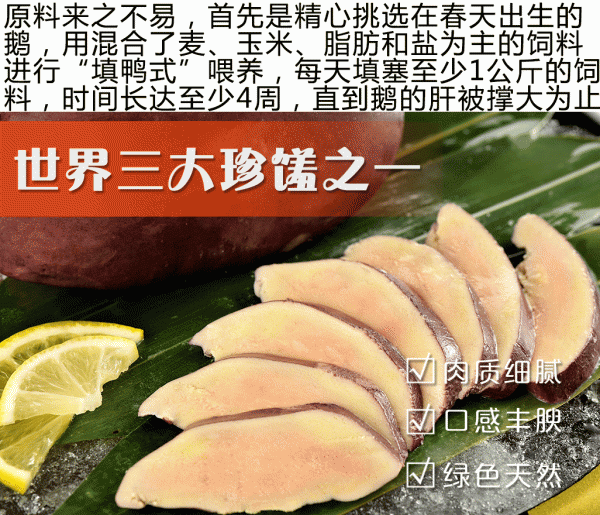 原料来之不易，首先是精心挑选在春天出生的
鹅，用混合了麦、玉米、脂肪和盐为主的饲料
进行“填鸭式”喂养，每天填塞至少1公斤的饲
料，时间长达至少4周，直到鹅的肝被撑大为止
世界三大珍馐之一
肉质细腻
口感丰腴
绿色天然